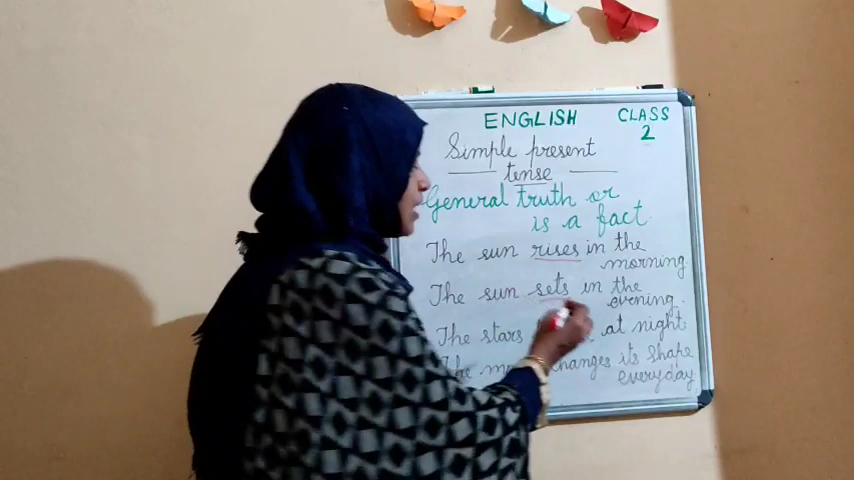 ENGLISH
CLASS
2
Simple present
tense
General truth or
is a fact
The sun rises in the
morning.
The sun sets in the
evening.
The stars at night.
The changes its shape
everyday.